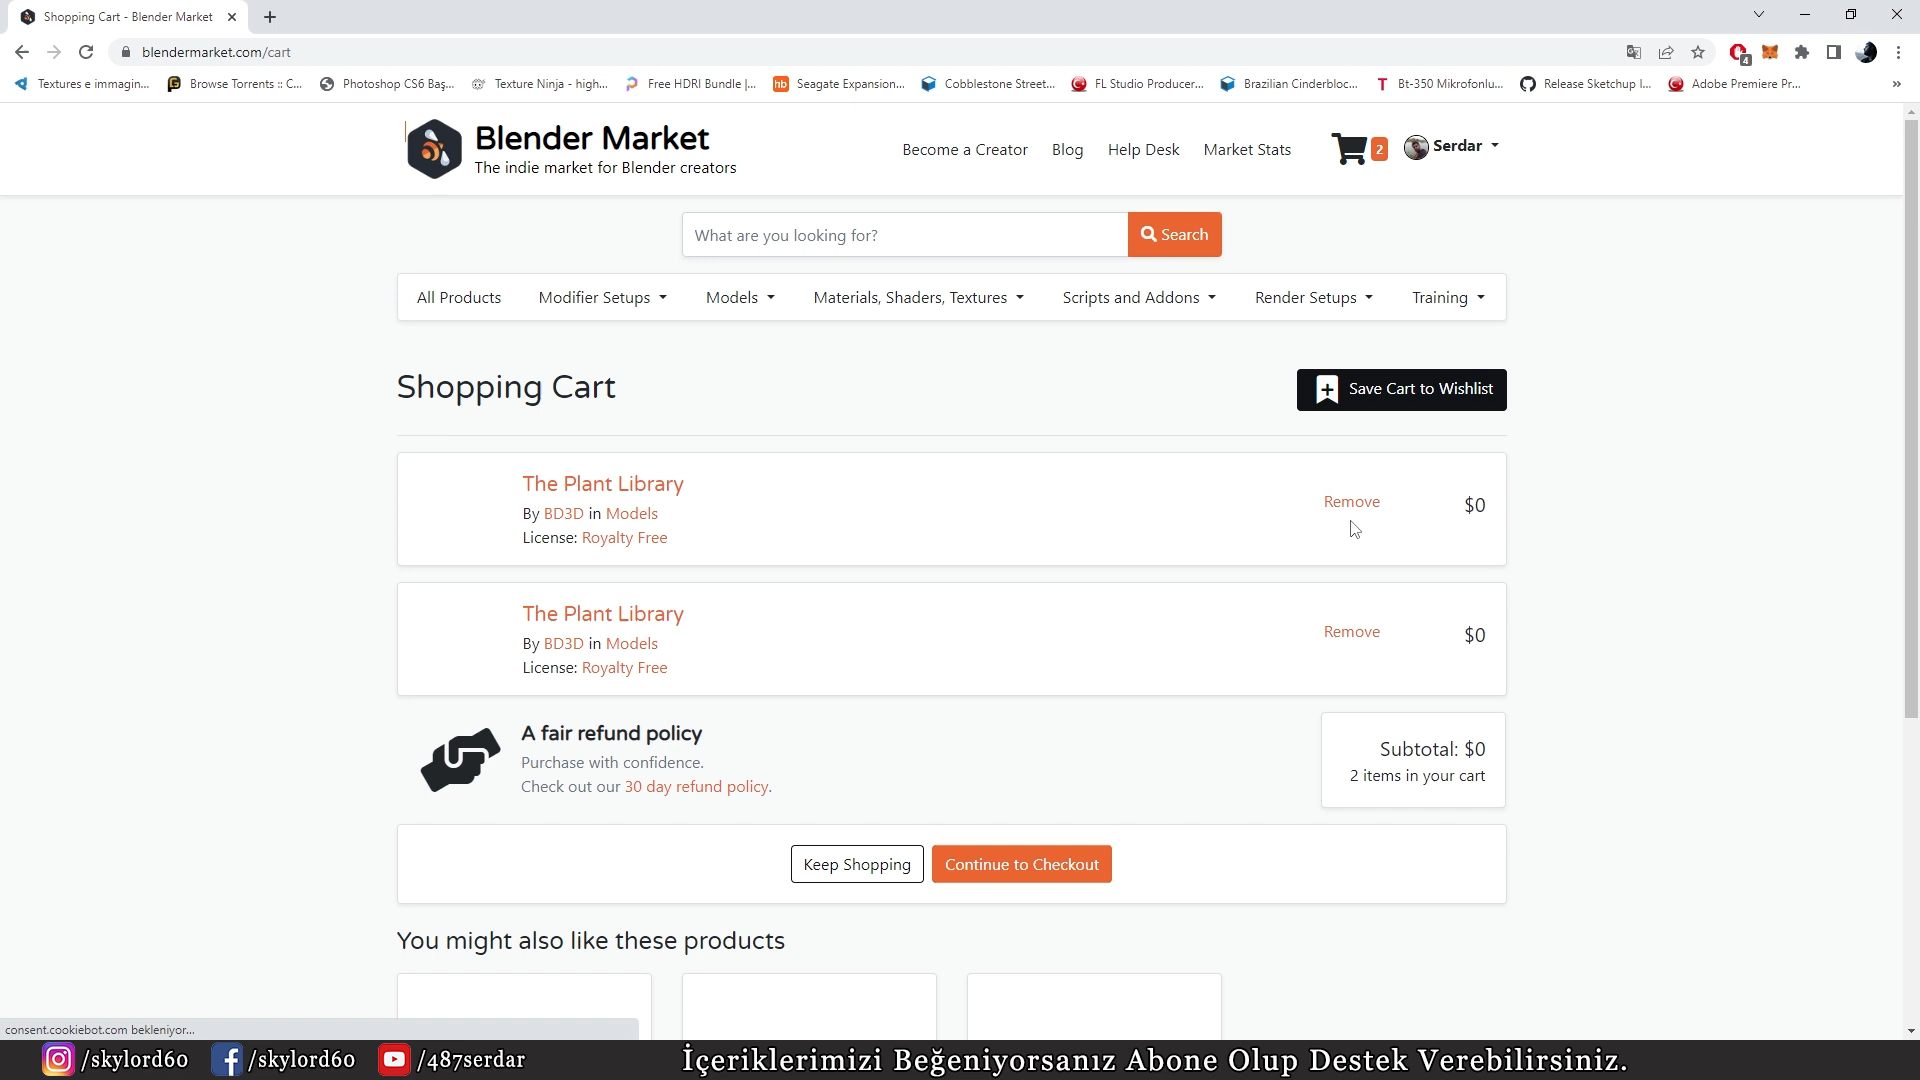 Shopping Cart - Blender Market
blendermarket.com/cart
4
Textures e immagin... Browse Torrents :: C... Photoshop CS6 Baş... Texture Ninja - high... Free HDRI Bundle |... hb Seagate Expansion... Cobblestone Street... FL Studio Producer... Brazilian Cinderbloc... T Bt-350 Mikrofonlu... Release Sketchup I... Adobe Premiere Pr... »
Blender Market
The indie market for Blender creators
Become a Creator Blog Help Desk Market Stats 2 Serdar
What are you looking for? Search
All Products Modifier Setups Models Materials, Shaders, Textures Scripts and Addons Render Setups Training
Shopping Cart
Save Cart to Wishlist
The Plant Library
By BD3D in Models
License: Royalty Free
Remove $0
The Plant Library
By BD3D in Models
License: Royalty Free
Remove $0
A fair refund policy
Purchase with confidence.
Check out our 30 day refund policy.
Subtotal: $0
2 items in your cart
Keep Shopping Continue to Checkout
You might also like these products
consent.cookiebot.com bekleniyor...
/skylord60 /skylord60 /487serdar İçeriklerimizi Beğeniyorsanız Abone Olup Destek Verebilirsiniz.